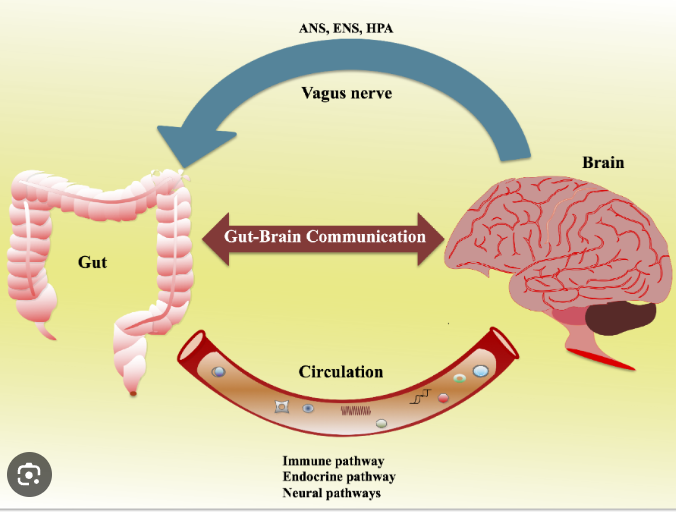 ANS, ENS, HPA
Vagus nerve
Brain
Gut-Brain Communication
Gut
Circulation
Immune pathway
Endocrine pathway
Neural pathways